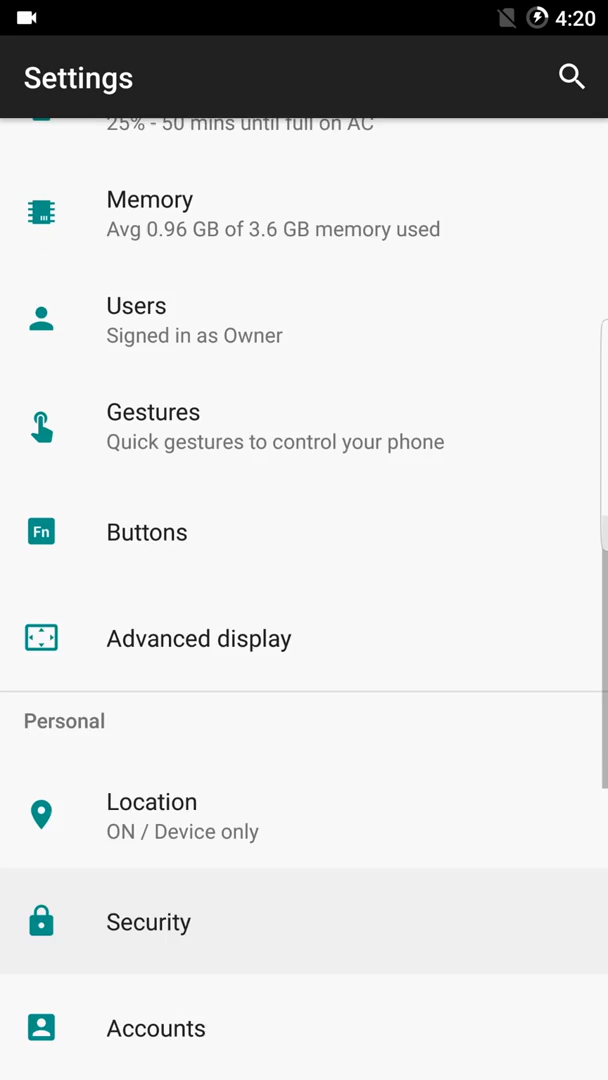 4:20
Settings
25% - 50 mins until full on AC
Memory
Avg 0.96 GB of 3.6 GB memory used
Users
Signed in as Owner
Gestures
Quick gestures to control your phone
Fn
Buttons
Advanced display
Personal
Location
ON / Device only
Security
Accounts